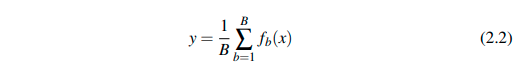 y = \frac{1}{B} \sum_{b=1}^{B} f_b(x) (2.2)